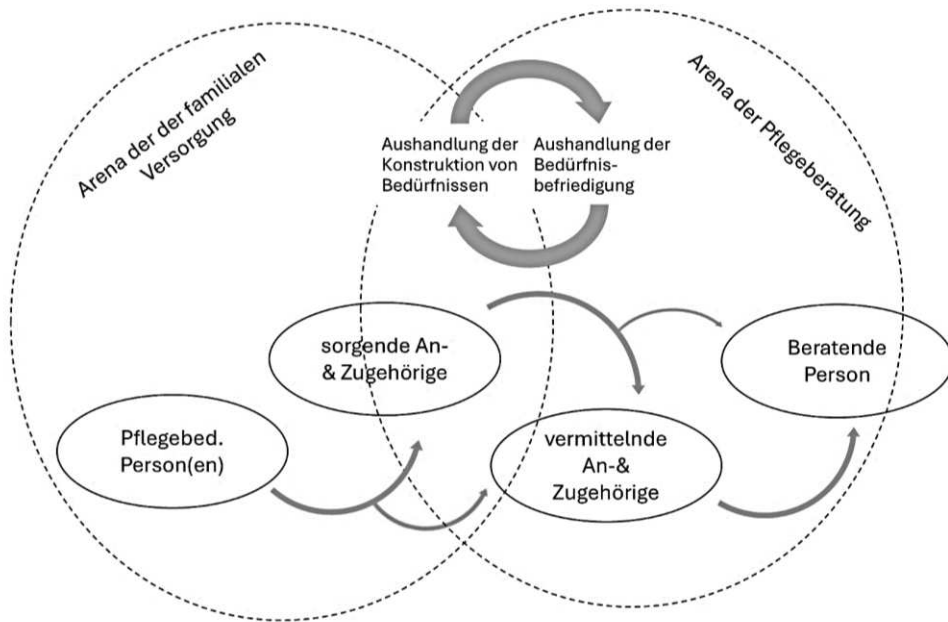 Arena der der familialen
Versorgung
Arena der Pflegeberatung
Aushandlung der
Konstruktion von
Bedürfnissen
Aushandlung der
Bedürfnis-
befriedigung
sorgende An-
& Zugehörige
Beratende
Person
Pflegebed.
Person(en)
vermittelnde
An-&
Zugehörige